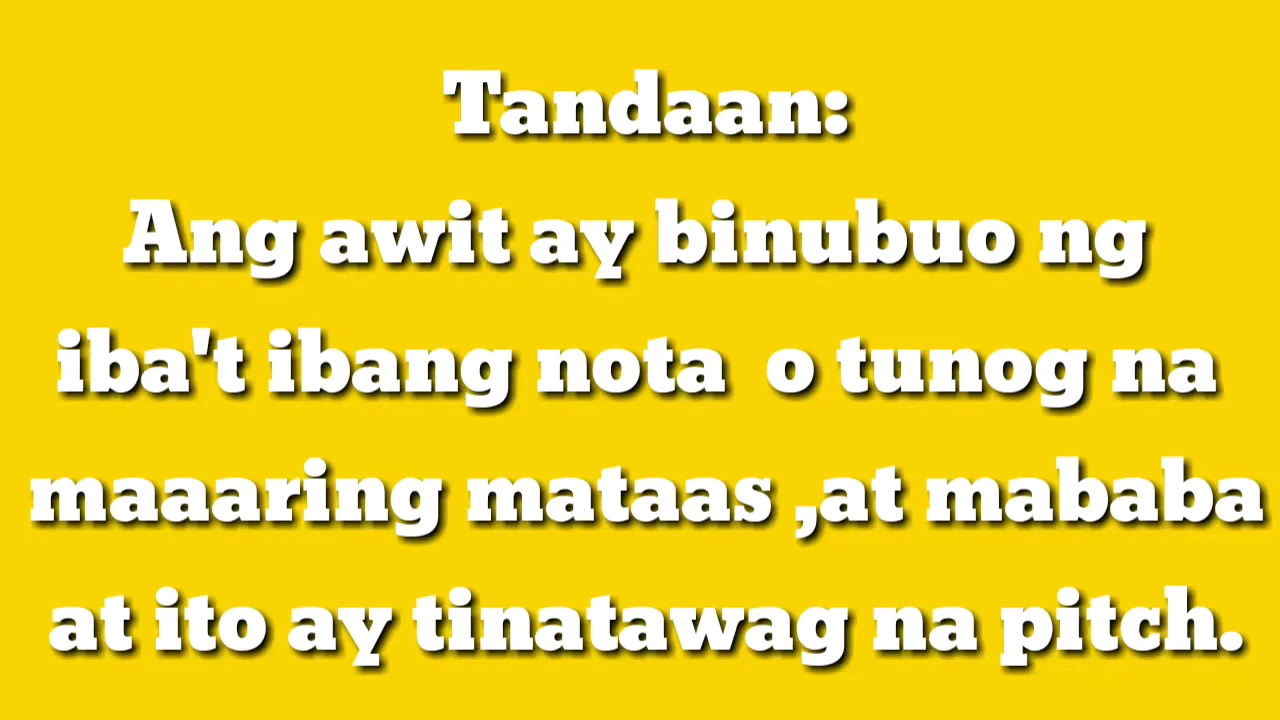 Tandaan:
Ang awit ay binubuo ng
iba't ibang nota o tunog na
maaaring mataas ,at mababa
at ito ay tinatawag na pitch.